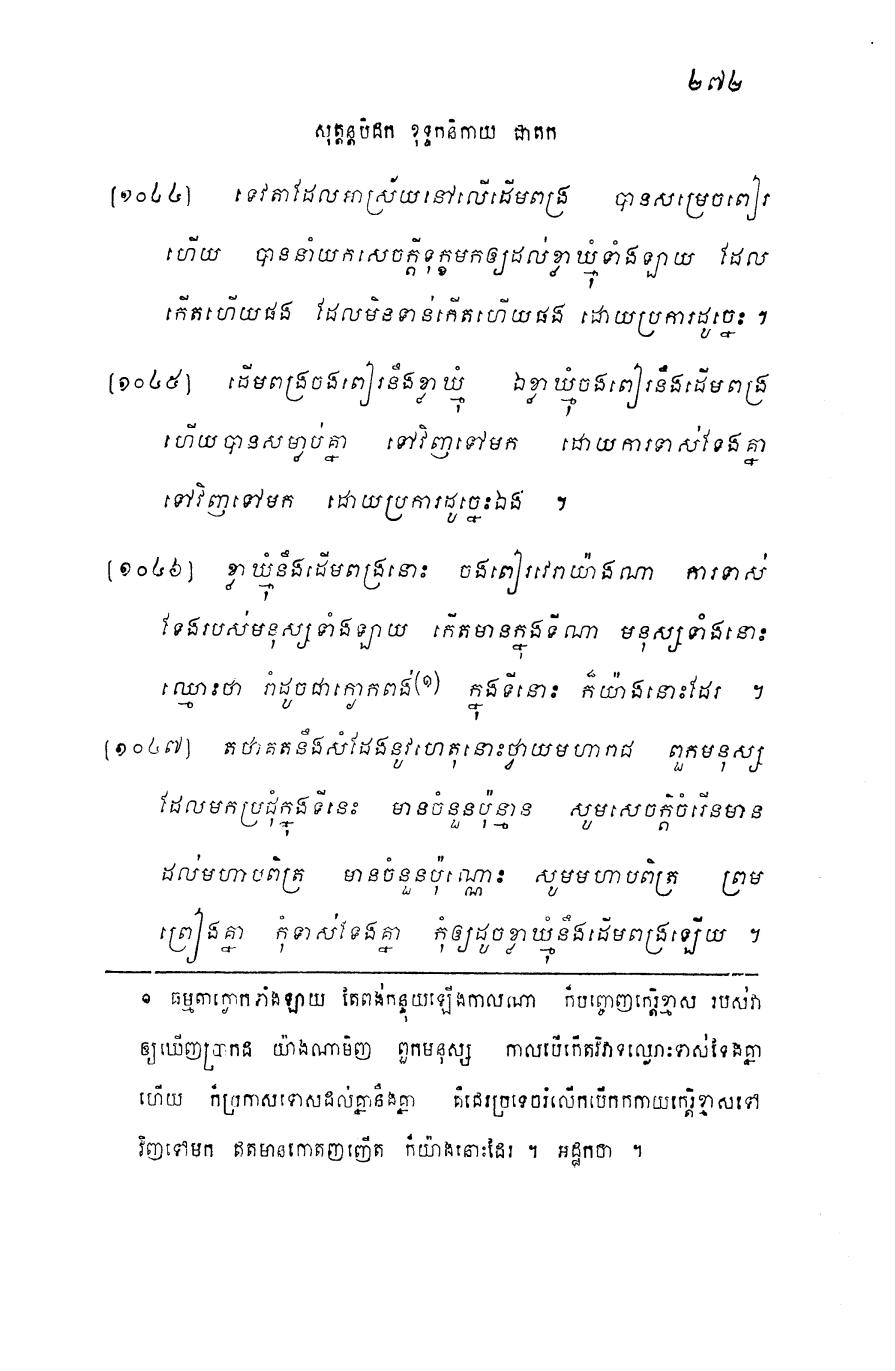 ២៧២
សុត្តន្តបិដក ខុទ្ទកនិកាយ ជាតក
[១០៤៤] ទេវតាដែលអាស្រ័យនៅលើដើមពង្រ បានសម្រេចពៀរ
ហើយ បាននាំយកសេចក្តីទុក្ខមកឲ្យដល់ខ្លាឃ្មុំទាំងឡាយ ដែល
កើតហើយផង ដែលមិនទាន់កើតហើយផង ដោយប្រការដូច្នេះ ។
[១០៤៥] ដើមពង្រចងពៀរនឹងខ្លាឃ្មុំ ឯខ្លាឃ្មុំចងពៀរនឹងដើមពង្រ
ហើយបានសម្លាប់គ្នា ទៅវិញទៅមក ដោយការទាស់ទែងគ្នា
ទៅវិញទៅមក ដោយប្រការដូច្នេះឯង ។
[១០៤៦] ខ្លាឃ្មុំនឹងដើមពង្រនោះ ចងពៀរវេរាយ៉ាងណា ការទាស់
ទែងរបស់មនុស្សទាំងឡាយ កើតមានក្នុងទីណា មនុស្សទាំងនោះ
ឈ្មោះថា រាំដូចជាក្ងោកពង់(១) ក្នុងទីនោះ ក៏យ៉ាងនោះដែរ ។
[១០៤៧] តថាគតនឹងសំដែងនូវហេតុនោះថ្វាយមហារាជ ពួកមនុស្ស
ដែលមកប្រជុំក្នុងទីនេះ មានចំនួនប៉ុន្មាន សូមសេចក្តិចំរើនមាន
ដល់មហាបពិត្រ មានចំនួនប៉ុណ្ណោះ សូមមហាបពិត្រ ព្រម
ព្រៀងគ្នា កុំទាស់ទែងគ្នា កុំឲ្យដូចខ្លាឃ្មុំនឹងដើមពង្រឡើយ ។
១ ធម្មតាក្ងោកទាំងឡាយ តែពង់កន្ទុយឡើងកាលណា ក៏បញ្ចោញកេរ្តិ៍ខ្មាស របស់វា
ឲ្យឃើញប្រាកដ យ៉ាងណាមិញ ពួកមនុស្ស កាលបើកើតវិវាទឈ្លោះទាស់ទែងគ្នា
ហើយ ក៏ប្រកាសទោសដល់គ្នានឹងគ្នា គឺជេរប្រទេចរំលើកបើកកកាយកេរ្តិ៍ខ្មាសទៅ
វិញទៅមក ឥតមានកោតញញើត ក៏យ៉ាងនោះដែរ ។ អដ្ឋកថា ។